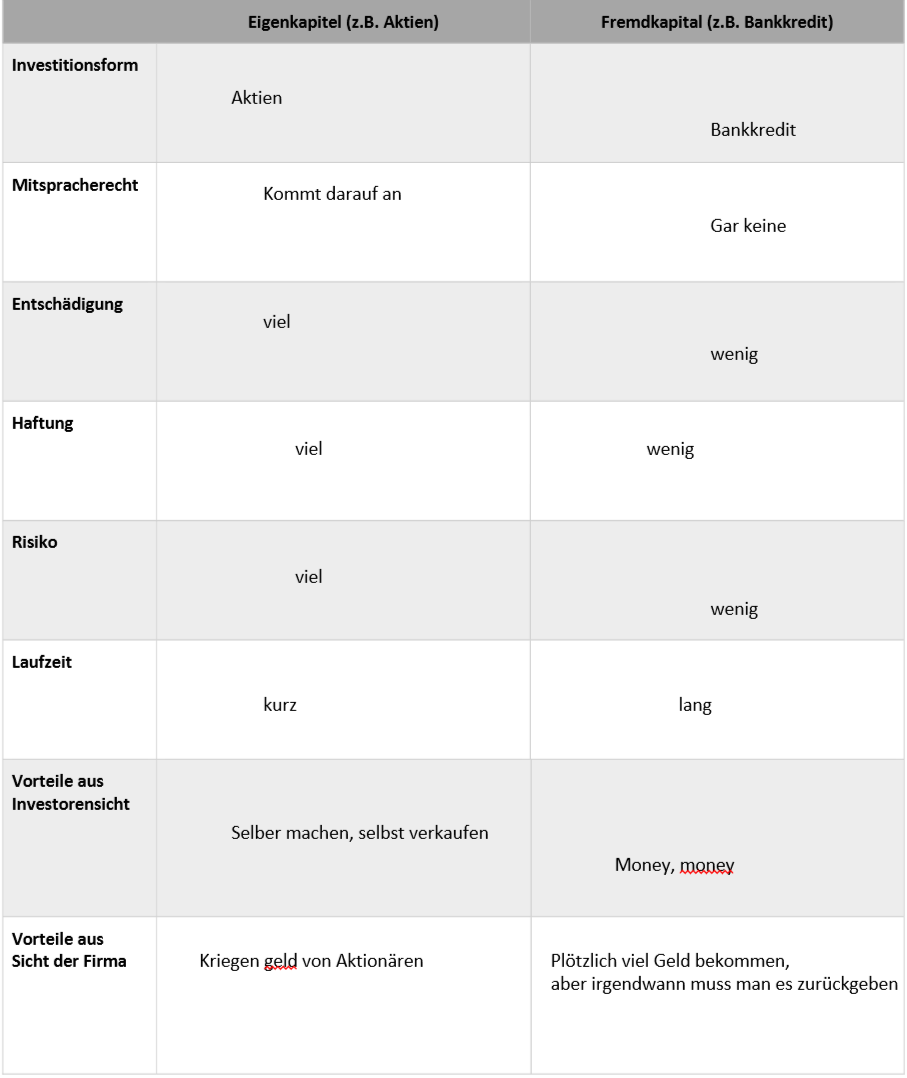 Eigenkapitel (z.B. Aktien) Fremdkapital (z.B. Bankkredit)
Investitionsform
Aktien
Bankkredit
Mitspracherecht
Kommt darauf an
Gar keine
Entschädigung
viel
wenig
Haftung
viel wenig
Risiko
viel
wenig
Laufzeit
kurz lang
Vorteile aus
Investorensicht
Selber machen, selbst verkaufen
Money, money
Vorteile aus
Sicht der Firma
Kriegen geld von Aktionären
Plötzlich viel Geld bekommen,
aber irgendwann muss man es zurückgeben